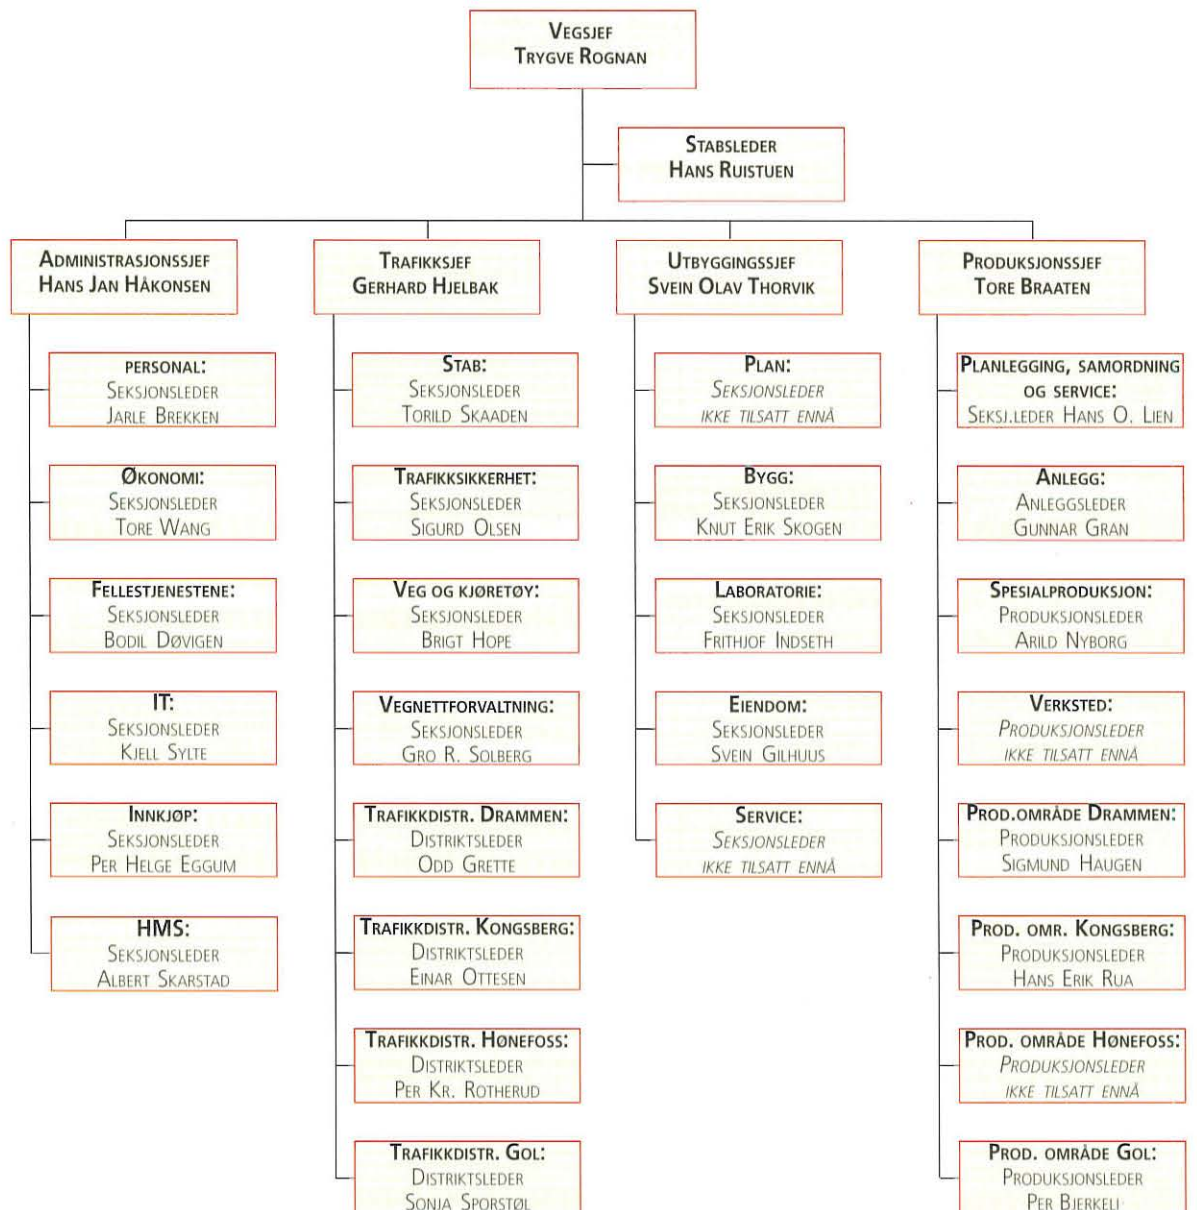 VEGSJEF
TRYGVE ROGNAN
STABSLEDER
HANS RUISTUEN
ADMINISTRASJONSSJEF
HANS JAN HÅKONSEN
PERSONAL:
SEKSJONSLEDER
JARLE BREKKEN
ØKONOMI:
SEKSJONSLEDER
TORE WANG
FELLESTJENESTENE:
SEKSJONSLEDER
BODIL DØVIGEN
IT:
SEKSJONSLEDER
KJELL SYLTE
INNKJØP:
SEKSJONSLEDER
PER HELGE EGGUM
HMS:
SEKSJONSLEDER
ALBERT SKARSTAD
TRAFIKKSJEF
GERHARD HJELBAK
STAB:
SEKSJONSLEDER
TORILD SKAADEN
TRAFIKKSIKKERHET:
SEKSJONSLEDER
SIGURD OLSEN
VEG OG KJØRETØY:
SEKSJONSLEDER
BRIGT HOPE
VEGNETTFORVALTNING:
SEKSJONSLEDER
GRO R. SOLBERG
TRAFIKKDISTR. DRAMMEN:
DISTRIKTSLEDER
ODD GRETTE
TRAFIKKDISTR. KONGSBERG:
DISTRIKTSLEDER
EINAR OTTESEN
TRAFIKKDISTR. HØNEFOSS:
DISTRIKTSLEDER
PER KR. ROTHERUD
TRAFIKKDISTR. GOL:
DISTRIKTSLEDER
SONJA SPORSTØL
UTBYGGINGSSJEF
SVEIN OLAV THORVIK
PLAN:
SEKSJONSLEDER
IKKE TILSATT ENNÅ
BYGG:
SEKSJONSLEDER
KNUT ERIK SKOGEN
LABORATORIE:
SEKSJONSLEDER
FRITHJOF INDSETH
EIENDOM:
SEKSJONSLEDER
SVEIN GILHUUS
SERVICE:
SEKSJONSLEDER
IKKE TILSATT ENNÅ
PRODUKSJONSSJEF
TORE BRAATEN
PLANLEGGING, SAMORDNING
OG SERVICE:
SEKSJ.LEDER HANS O. LIEN
ANLEGG:
ANLEGGSLEDER
GUNNAR GRAN
SPESIALPRODUKSJON:
PRODUKSJONSLEDER
ARILD NYBORG
VERKSTED:
PRODUKSJONSLEDER
IKKE TILSATT ENNÅ
PROD.OMRÅDE DRAMMEN:
PRODUKSJONSLEDER
SIGMUND HAUGEN
PROD. OMR. KONGSBERG:
PRODUKSJONSLEDER
HANS ERIK RUA
PROD. OMRÅDE HØNEFOSS:
PRODUKSJONSLEDER
IKKE TILSATT ENNÅ
PROD. OMRÅDE GOL:
PRODUKSJONSLEDER
PER BJERKELI